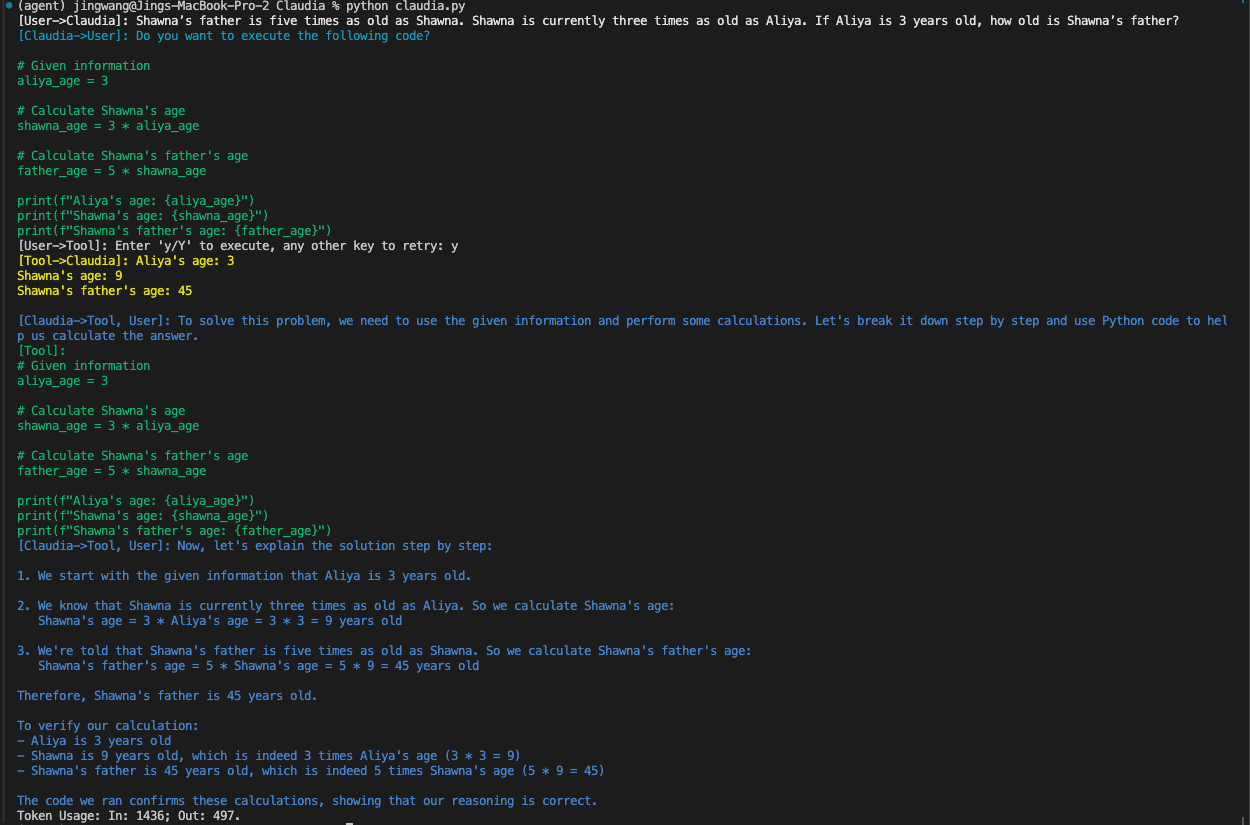 (agent) jingwang@Jings-MacBook-Pro-2 Claudia % python claudia.py
[User->Claudia]: Shawna’s father is five times as old as Shawna. Shawna is currently three times as old as Aliya. If Aliya is 3 years old, how old is Shawna’s father?
[Claudia->User]: Do you want to execute the following code?
# Given information
aliya_age = 3
# Calculate Shawna's age
shawna_age = 3 * aliya_age
# Calculate Shawna's father's age
father_age = 5 * shawna_age
print(f"Aliya's age: {aliya_age}")
print(f"Shawna's age: {shawna_age}")
print(f"Shawna's father's age: {father_age}")
[User->Tool]: Enter 'y/Y' to execute, any other key to retry: y
[Tool->Claudia]: Aliya's age: 3
Shawna's age: 9
Shawna's father's age: 45
[Claudia->Tool, User]: To solve this problem, we need to use the given information and perform some calculations. Let's break it down step by step and use Python code to hel
p us calculate the answer.
[Tool]:
# Given information
aliya_age = 3
# Calculate Shawna's age
shawna_age = 3 * aliya_age
# Calculate Shawna's father's age
father_age = 5 * shawna_age
print(f"Aliya's age: {aliya_age}")
print(f"Shawna's age: {shawna_age}")
print(f"Shawna's father's age: {father_age}")
[Claudia->Tool, User]: Now, let's explain the solution step by step:
1. We start with the given information that Aliya is 3 years old.
2. We know that Shawna is currently three times as old as Aliya. So we calculate Shawna's age:
Shawna's age = 3 * Aliya's age = 3 * 3 = 9 years old
3. We're told that Shawna's father is five times as old as Shawna. So we calculate Shawna's father's age:
Shawna's father's age = 5 * Shawna's age = 5 * 9 = 45 years old
Therefore, Shawna's father is 45 years old.
To verify our calculation:
- Aliya is 3 years old
- Shawna is 9 years old, which is indeed 3 times Aliya's age (3 * 3 = 9)
- Shawna's father is 45 years old, which is indeed 5 times Shawna's age (5 * 9 = 45)
The code we ran confirms these calculations, showing that our reasoning is correct.
Token Usage: In: 1436; Out: 497.